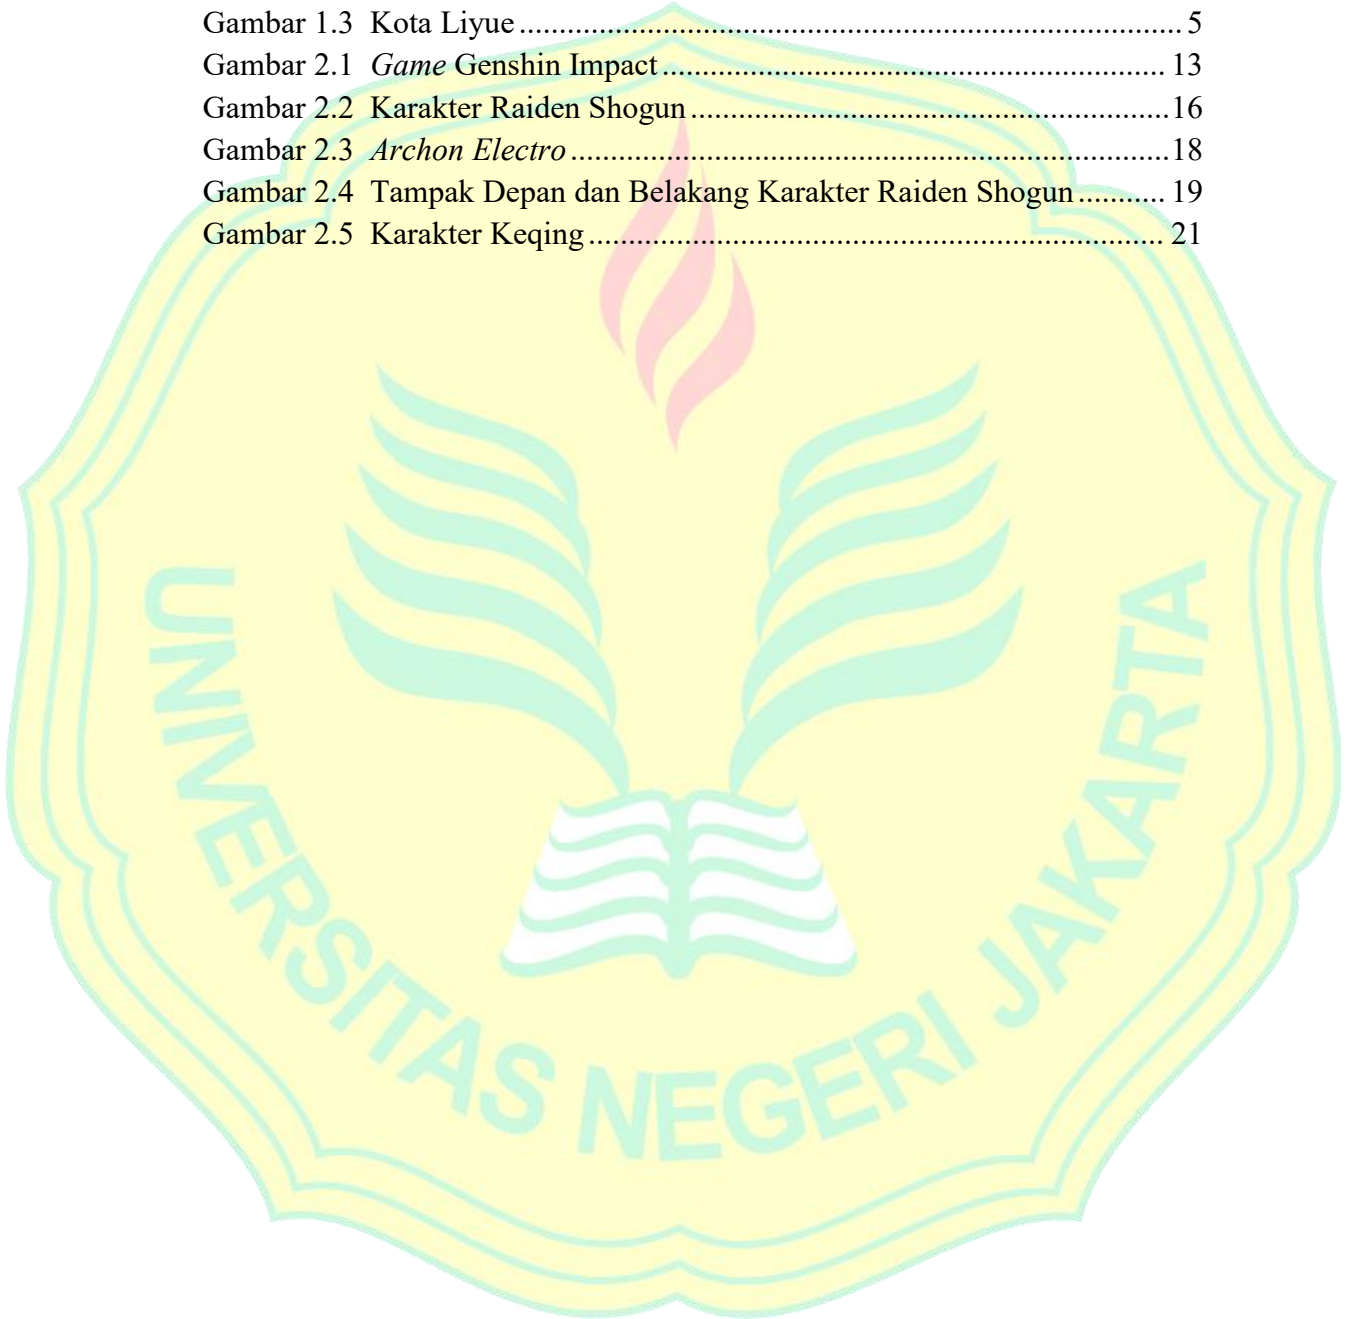 Gambar 1.3 Kota Liyue.......................................................................................5
Gambar 2.1 Game Genshin Impact.................................................................. 13
Gambar 2.2 Karakter Raiden Shogun..............................................................16
Gambar 2.3 Archon Electro..............................................................................18
Gambar 2.4 Tampak Depan dan Belakang Karakter Raiden Shogun........... 19
Gambar 2.5 Karakter Keqing........................................................................... 21
UNIVERSITAS NEGERI JAKARTA